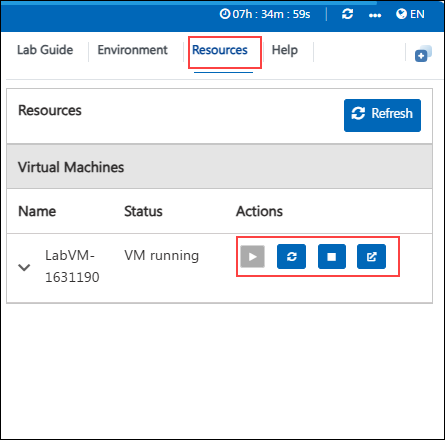 07h : 34m : 59s EN
Lab Guide Environment Resources Help
Resources Refresh
Virtual Machines
Name Status Actions
LabVM- VM running
1631190